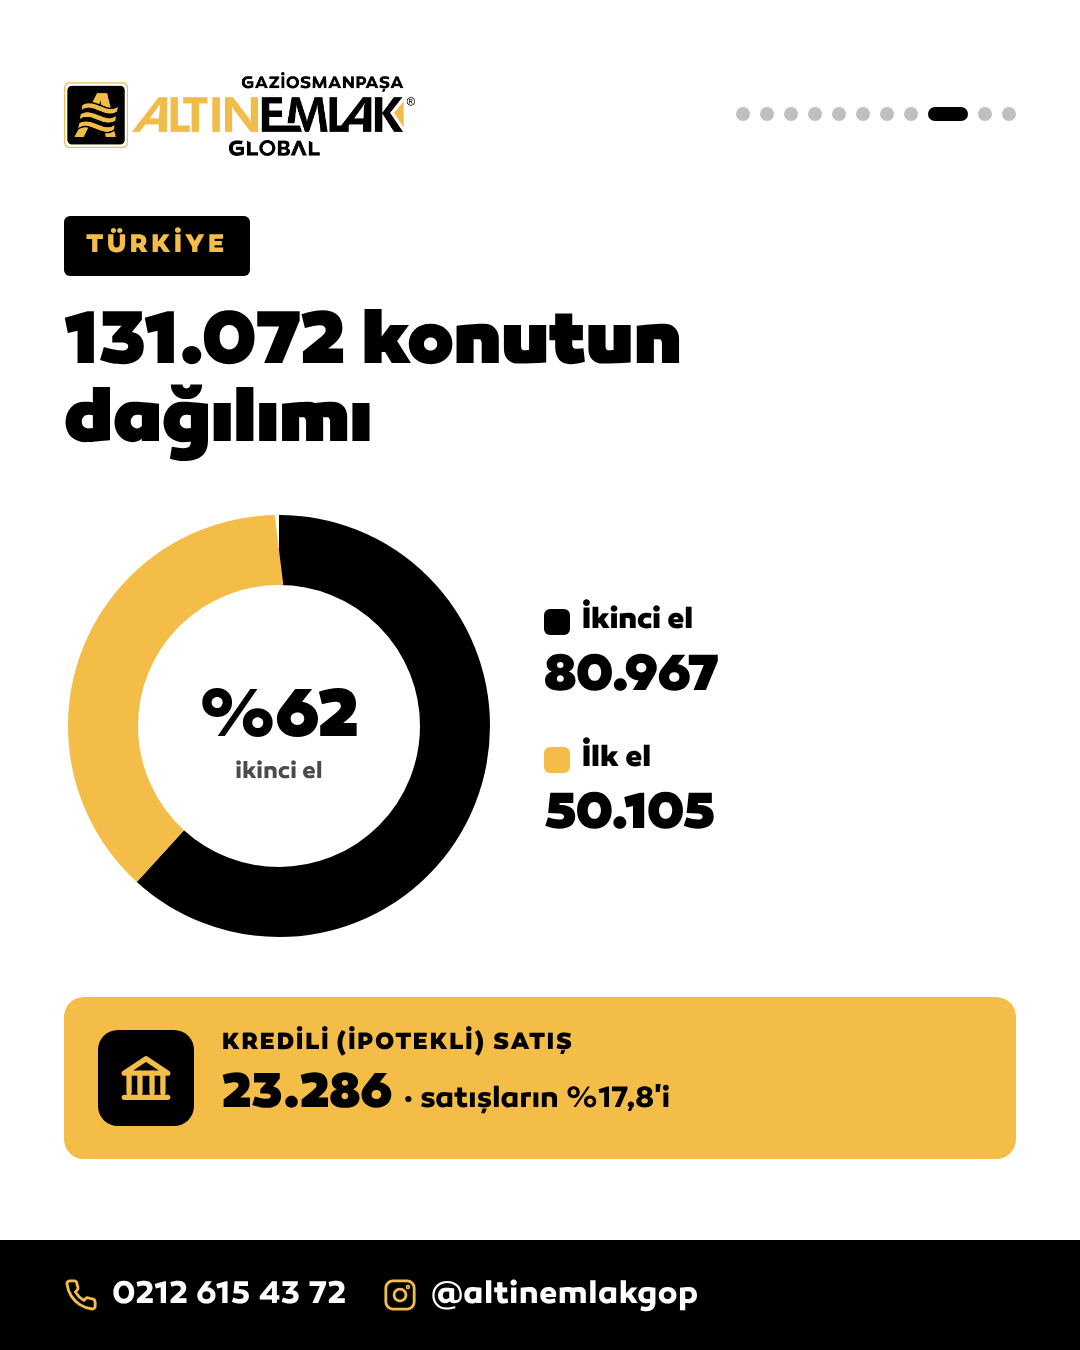 GAZİOSMANPAŞA
ALTINEMLAK®
GLOBAL
TÜRKİYE
131.072 konutun
dağılımı
%62
ikinci el
İkinci el
80.967
İlk el
50.105
KREDİLİ (İPOTEKLİ) SATIŞ
23.286 · satışların %17,8'i
0212 615 43 72 @altinemlakgop